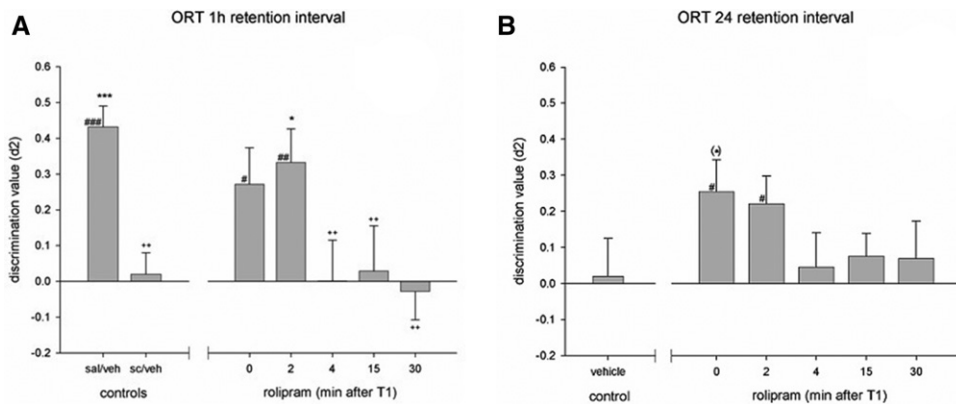 A
ORT 1h retention interval
discrimination value (d2)
0.6
0.5
0.4
0.3
0.2
0.1
0.0
-0.1
-0.2
***
###
++
#
*
##
++
++
++
sal/veh sc/veh
controls
0 2 4 15 30
rolipram (min after T1)
B
ORT 24 retention interval
discrimination value (d2)
0.6
0.5
0.4
0.3
0.2
0.1
0.0
-0.1
-0.2
(*)
#
#
vehicle
control
0 2 4 15 30
rolipram (min after T1)